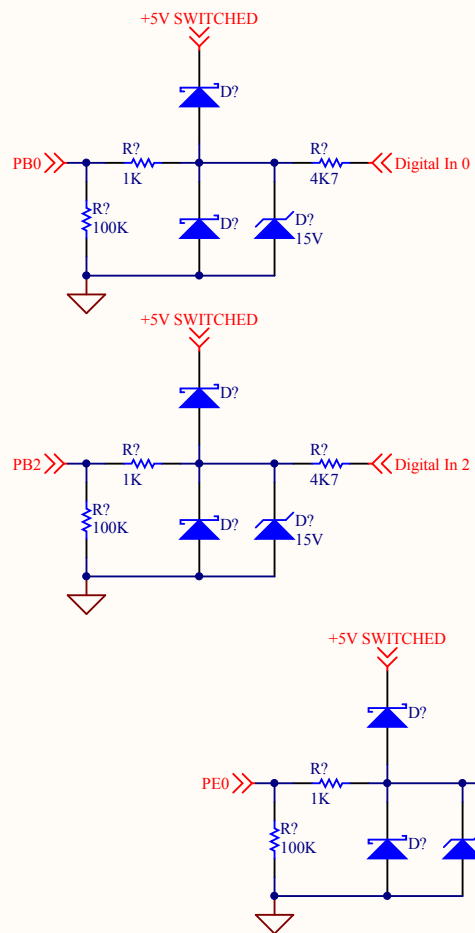 +5V SWITCHED
D?
PB0
R?
1K
R?
4K7
Digital In 0
R?
100K
D?
D?
15V
+5V SWITCHED
D?
PB2
R?
1K
R?
4K7
Digital In 2
R?
100K
D?
D?
15V
+5V SWITCHED
D?
PE0
R?
1K
R?
100K
D?